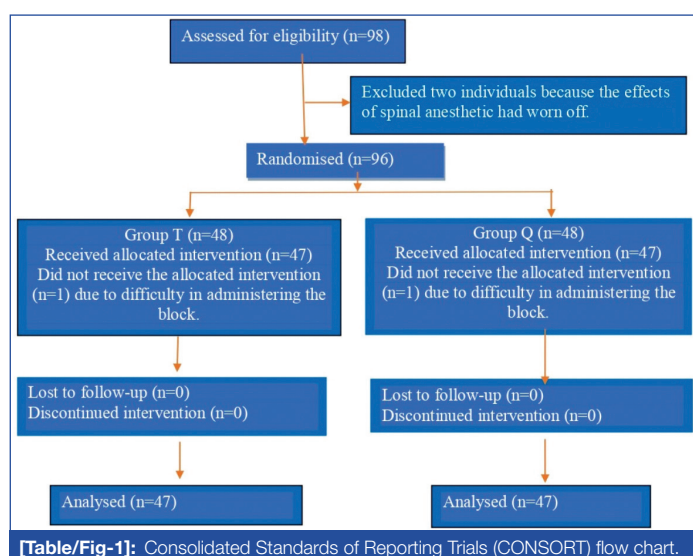 Assessed for eligibility (n=98)
Excluded two individuals because the effects
of spinal anesthetic had worn off.
Randomised (n=96)
Group T (n=48)
Received allocated intervention (n=47)
Did not receive the allocated intervention
(n=1) due to difficulty in administering the
block.
Group Q (n=48)
Received allocated intervention (n=47)
Did not receive the allocated intervention
(n=1) due to difficulty in administering the
block.
Lost to follow-up (n=0)
Discontinued intervention (n=0)
Lost to follow-up (n=0)
Discontinued intervention (n=0)
Analysed (n=47)
Analysed (n=47)
[Table/Fig-1]: Consolidated Standards of Reporting Trials (CONSORT) flow chart.